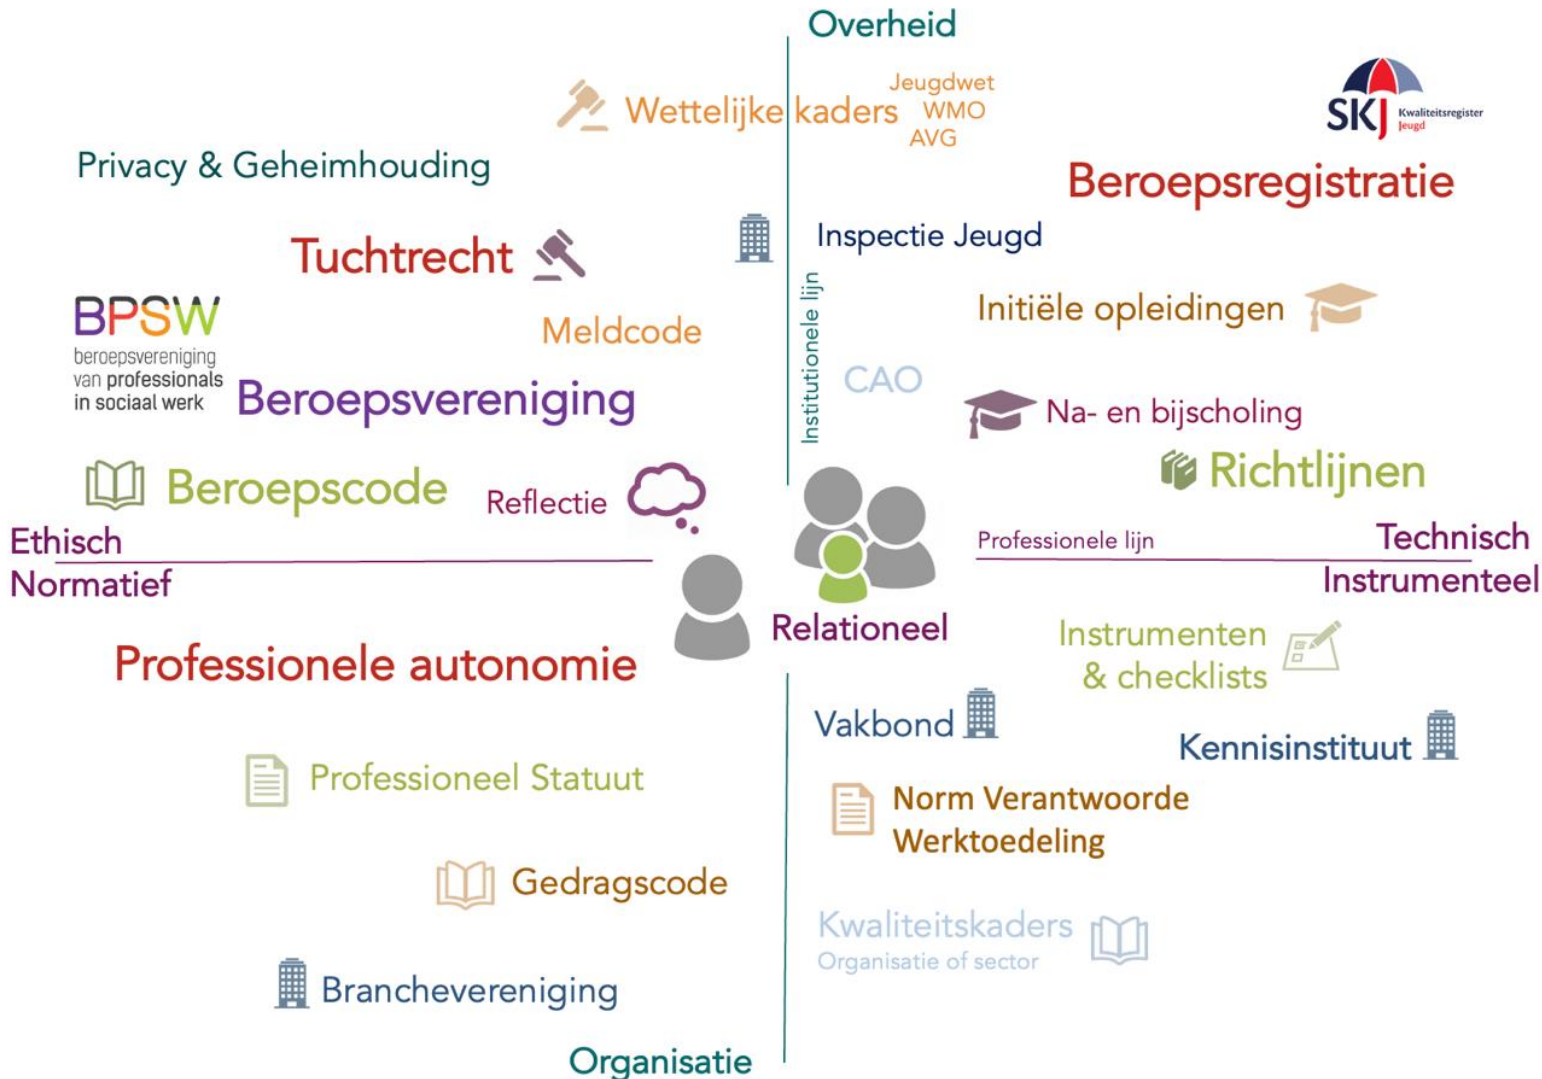 Overheid
Jeugdwet
Wettelijke kaders WMO
AVG
SKJ Kwaliteitsregister
Jeugd
Privacy & Geheimhouding
Beroepsregistratie
Tuchtrecht
Inspectie Jeugd
Institutionele lijn
Initiële opleidingen
BPSW
beroepsvereniging
van professionals
in sociaal werk
Meldcode
CAO
Beroepsvereniging
Na- en bijscholing
Beroepscode
Reflectie
Richtlijnen
Ethisch
Normatief
Professionele lijn
Technisch
Instrumenteel
Relationeel
Professionele autonomie
Instrumenten
& checklists
Vakbond
Kennisinstituut
Professioneel Statuut
Norm Verantwoorde
Werktoedeling
Gedragscode
Kwaliteitskaders
Organisatie of sector
Branchevereniging
Organisatie